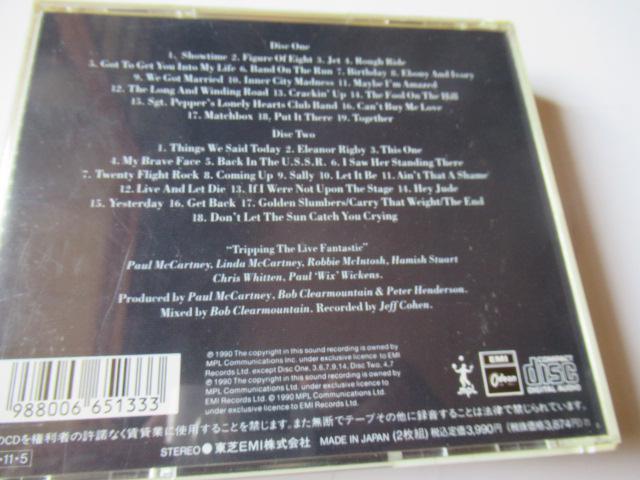 Disc One
1. Showtime 2. Figure Of Eight 3. Jet 4. Rough Ride
5. Got To Get You Into My Life 6. Band On The Run 7. Birthday 8. Ebony And Ivory
9. We Got Married 10. Inner City Madness 11. Maybe I'm Amazed
12. The Long And Winding Road 13. Crackin' Up 14. The Fool On The Hill
15. Sgt. Pepper's Lonely Hearts Club Band 16. Can't Buy Me Love
17. Matchbox 18. Put It There 19. Together
Disc Two
1. Things We Said Today 2. Eleanor Rigby 3. This One
4. My Brave Face 5. Back In The U.S.S.R. 6. I Saw Her Standing There
7. Twenty Flight Rock 8. Coming Up 9. Sally 10. Let It Be 11. Ain't That A Shame
12. Live And Let Die 13. If I Were Not Upon The Stage 14. Hey Jude
15. Yesterday 16. Get Back 17. Golden Slumbers/Carry That Weight/The End
18. Don't Let The Sun Catch You Crying
"Tripping The Live Fantastic"
Paul McCartney, Linda McCartney, Robbie McIntosh, Hamish Stuart
Chris Whitten, Paul 'Wix' Wickens.
Produced by Paul McCartney, Bob Clearmountain & Peter Henderson.
Mixed by Bob Clearmountain. Recorded by Jeff Cohen.
℗ 1990 The copyright in this sound recording is owned by
MPL Communications Inc. under exclusive licence to EMI
Records Ltd. except Disc One, 3,6,7,9,14, Disc Two, 4,7
℗ 1990 The copyright in this sound recording is owned by
MPL Communications Ltd. under exclusive licence to
EMI Records Ltd. © 1990 MPL Communications Ltd.
under exclusive licence to EMI Records Ltd.
EMI
Odeon
COMPACT
disc
DIGITAL AUDIO
988006 651333
のCDを権利者の許諾なく賃貸業に使用することを禁じます。また無断でテープその他に録音することは法律で禁じられています。
・11・5
STEREO ●東芝EMI株式会社 MADE IN JAPAN (2枚組) 税込定価3,990円 (税抜価格3,874円)